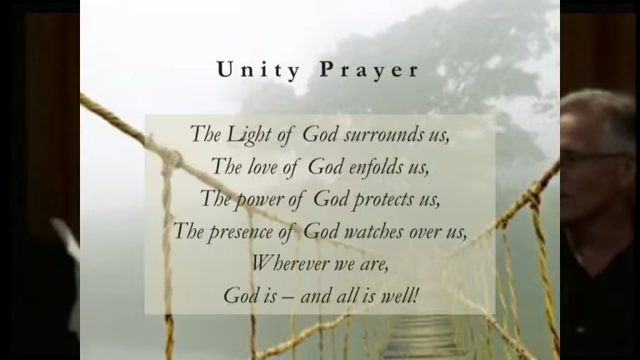 Unity Prayer
The Light of God surrounds us,
The love of God enfolds us,
The power of God protects us,
The presence of God watches over us,
Wherever we are,
God is – and all is well!